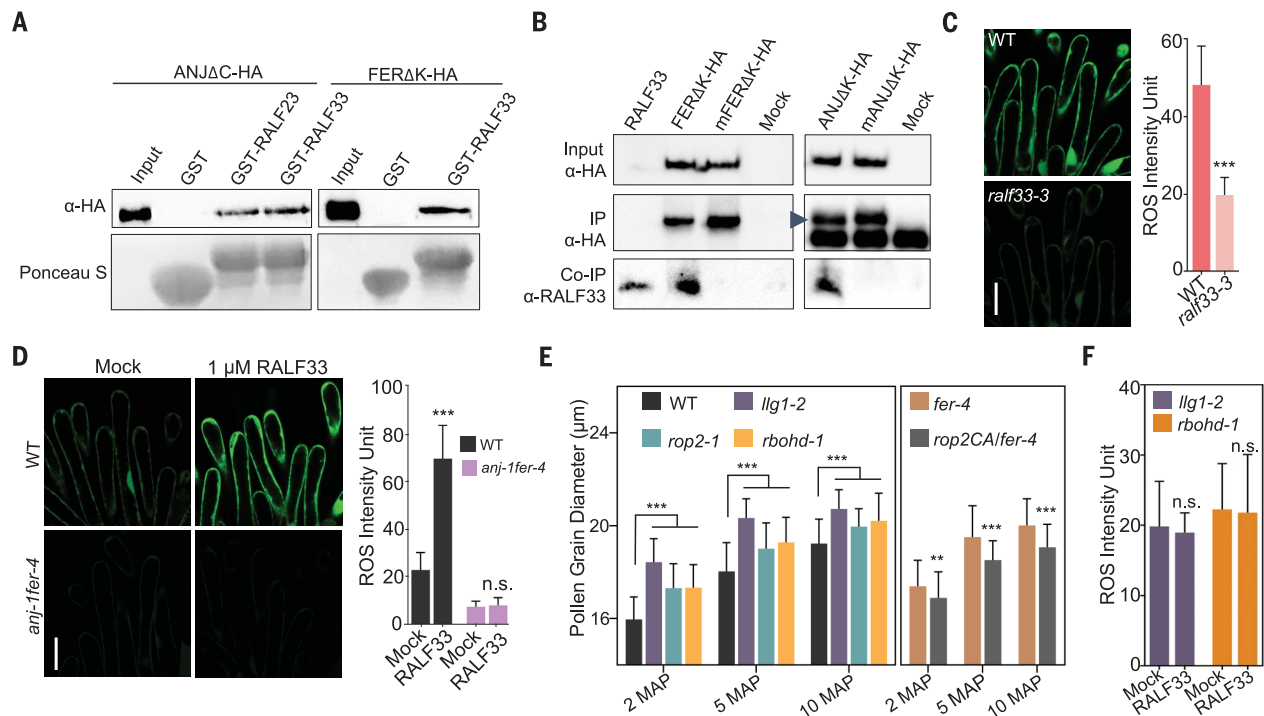 A
ANJΔC-HA
FERΔK-HA
Input
GST
GST-RALF23
GST-RALF33
Input
GST
GST-RALF33
α-HA
Ponceau S
B
RALF33
FERΔK-HA
mFERΔK-HA
Mock
ANJΔK-HA
mANJΔK-HA
Mock
Input
α-HA
IP
α-HA
Co-IP
α-RALF33
C
WT
ralf33-3
ROS Intensity Unit
60
40
20
0
***
WT
ralf33-3
D
Mock
1 µM RALF33
WT
anj-1fer-4
ROS Intensity Unit
100
80
60
40
20
0
***
n.s.
WT
anj-1fer-4
Mock
RALF33
Mock
RALF33
E
Pollen Grain Diameter (µm)
24
20
16
WT
llg1-2
rop2-1
rbohd-1
fer-4
rop2CA/fer-4
***
***
***
**
***
***
2 MAP
5 MAP
10 MAP
2 MAP
5 MAP
10 MAP
F
ROS Intensity Unit
40
30
20
10
0
llg1-2
rbohd-1
n.s.
n.s.
Mock
RALF33
Mock
RALF33